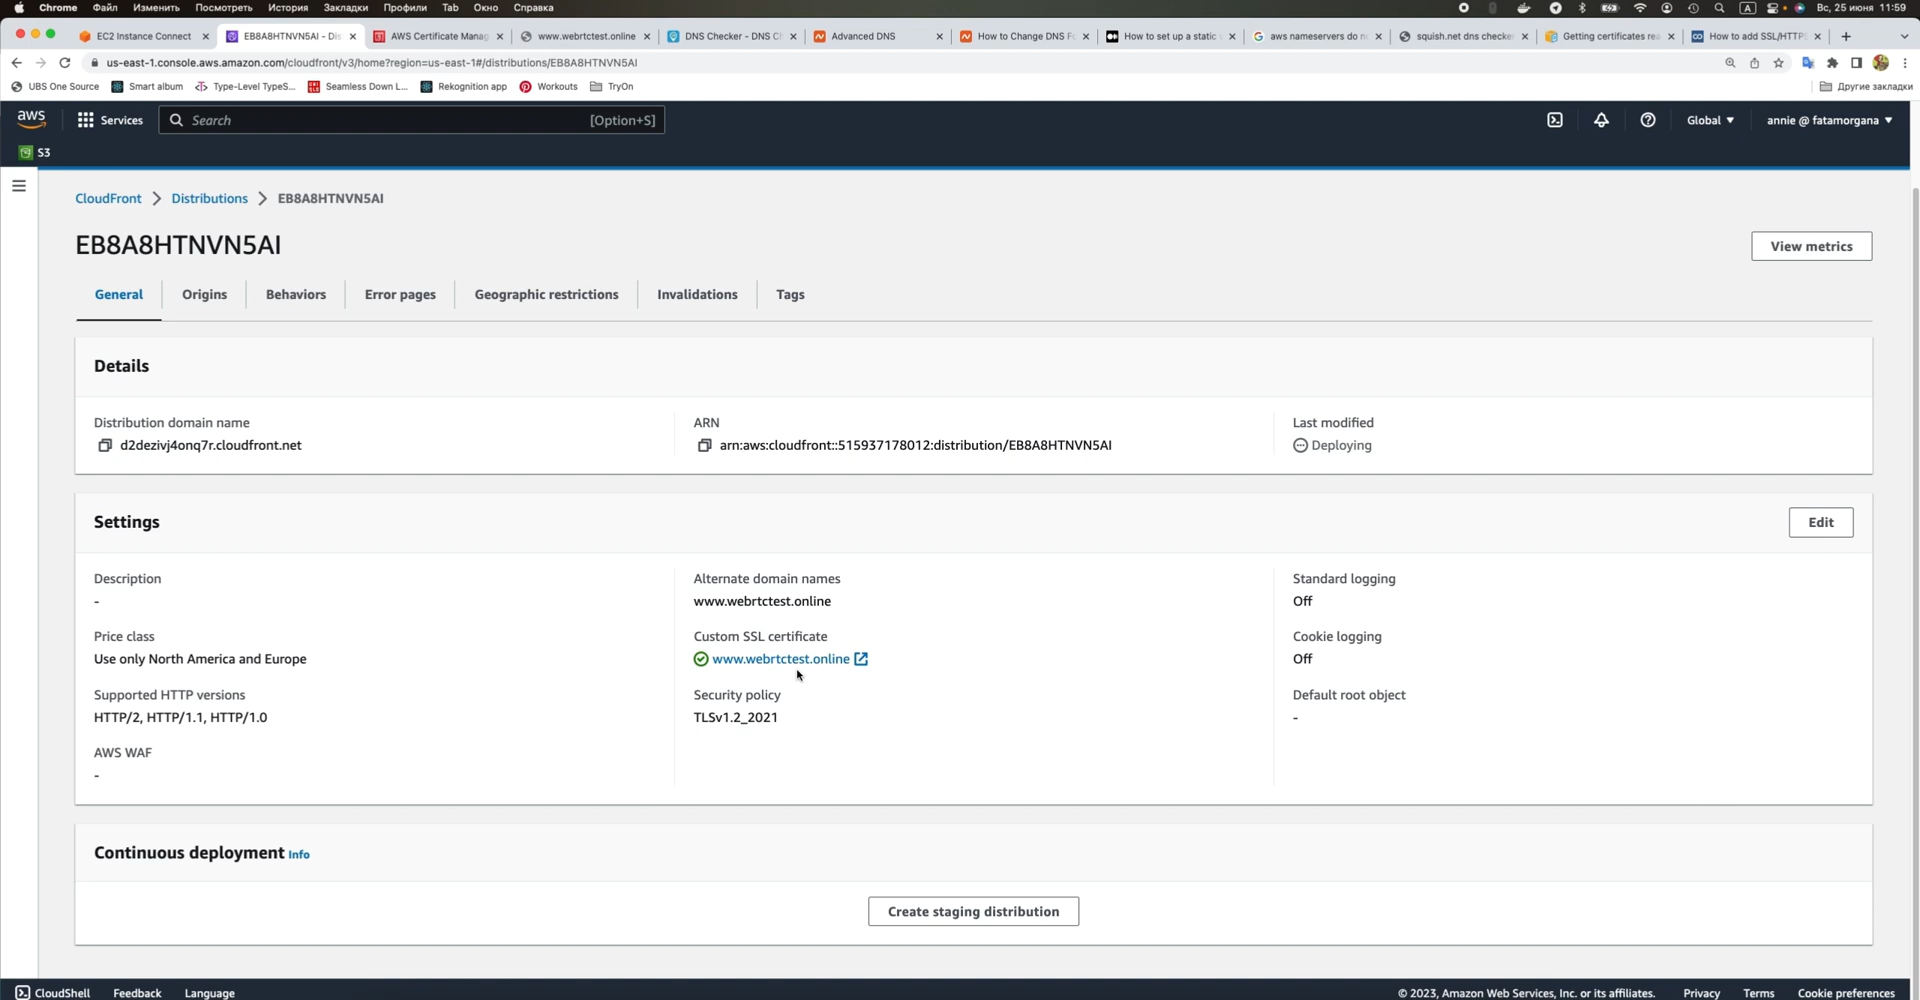 Chrome Файл Изменить Посмотреть История Закладки Профили Tab Окно Справка A Вс, 25 июня 11:59
EC2 Instance Connect EB8A8HTNVN5AI - Dis AWS Certificate Manag www.webrtctest.online DNS Checker - DNS C Advanced DNS How to Change DNS F How to set up a static aws nameservers do n squish.net dns checke Getting certificates rea How to add SSL/HTTP
us-east-1.console.aws.amazon.com/cloudfront/v3/home?region=us-east-1#/distributions/EB8A8HTNVN5AI
UBS One Source Smart album Type-Level TypeS... Seamless Down L... Rekognition app Workouts TryOn Другие закладки
aws Services Search [Option+S] Global annie @ fatamorgana
S3
CloudFront Distributions EB8A8HTNVN5AI
EB8A8HTNVN5AI
View metrics
General Origins Behaviors Error pages Geographic restrictions Invalidations Tags
Details
Distribution domain name ARN Last modified
d2dezivj4onq7r.cloudfront.net arn:aws:cloudfront::515937178012:distribution/EB8A8HTNVN5AI Deploying
Settings Edit
Description Alternate domain names Standard logging
- www.webrtctest.online Off
Price class Custom SSL certificate Cookie logging
Use only North America and Europe www.webrtctest.online Off
Supported HTTP versions Security policy Default root object
HTTP/2, HTTP/1.1, HTTP/1.0 TLSv1.2_2021 -
AWS WAF
-
Continuous deployment Info
Create staging distribution
CloudShell Feedback Language © 2023, Amazon Web Services, Inc. or its affiliates. Privacy Terms Cookie preferences